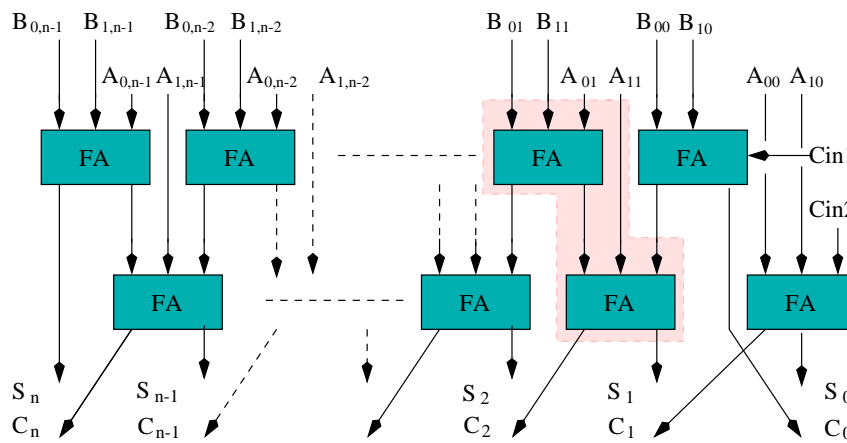 B0,n-1 B1,n-1 B0,n-2 B1,n-2 B01 B11 B00 B10
A0,n-1 A1,n-1 A0,n-2 A1,n-2 A01 A11 A00 A10
FA FA FA FA Cin1
Cin2
FA FA FA FA
Sn Sn-1 S2 S1 S0
Cn Cn-1 C2 C1 C0